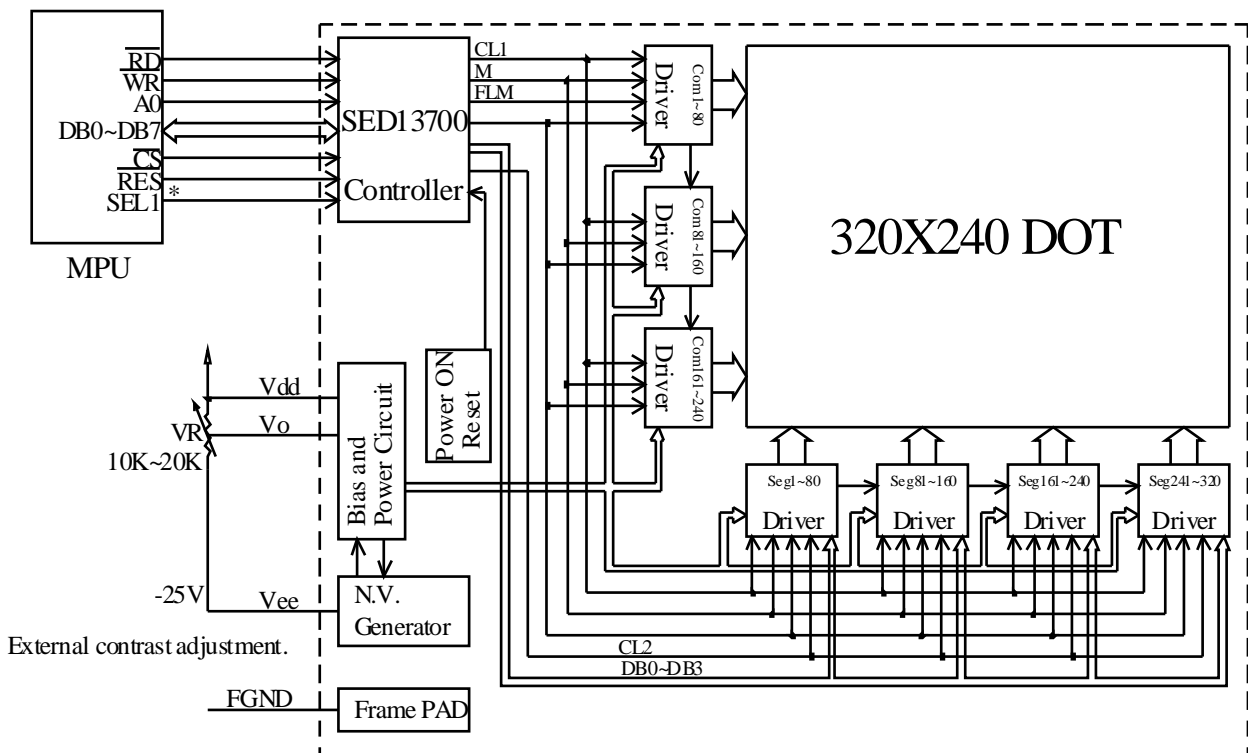 RD
WR
A0
DB0~DB7
CS
RES
SEL1 *
MPU
SED13700
Controller
CL1
M
FLM
Driver
Com1~80
Driver
Com81~160
Driver
Com161~240
320X240 DOT
Power ON
Reset
Bias and
Power Circuit
Vdd
Vo
VR
10K~20K
-25V
Vee
N.V.
Generator
External contrast adjustment.
FGND
Frame PAD
Seg1~80
Driver
Seg81~160
Driver
Seg161~240
Driver
Seg241~320
Driver
CL2
DB0~DB3